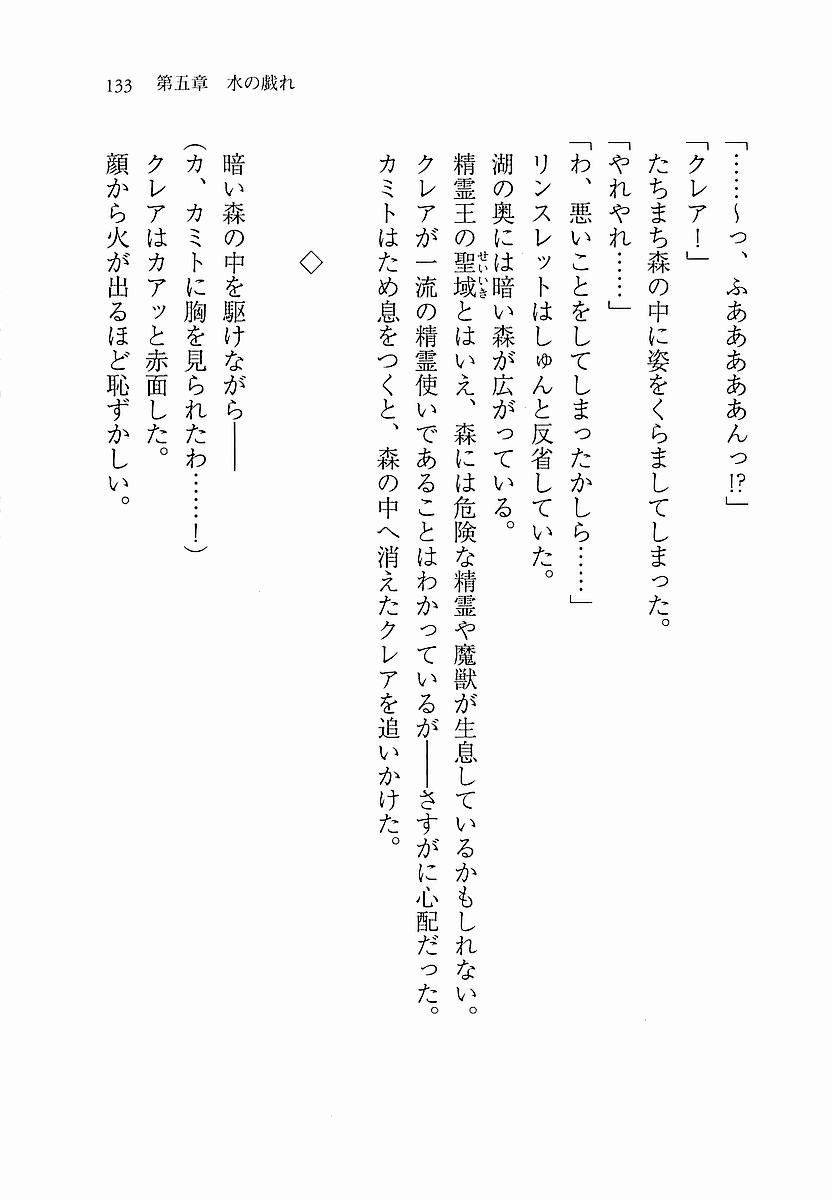 133　第五章　水の戯れ
「……～っ、ふああああんっ!?」
「クレア！」
　たちまち森の中に姿をくらましてしまった。
「やれやれ……」
「わ、悪いことをしてしまったかしら……」
　リンスレットはしゅんと反省していた。
　湖の奥には暗い森が広がっている。
　精霊王の聖域とはいえ、森には危険な精霊や魔獣が生息しているかもしれない。
せいいき
　クレアが一流の精霊使いであることはわかっているが――さすがに心配だった。
　カミトはため息をつくと、森の中へ消えたクレアを追いかけた。
◇
　暗い森の中を駆けながら――
（カ、カミトに胸を見られたわ……！）
　クレアはカアッと赤面した。
　顔から火が出るほど恥ずかしい。